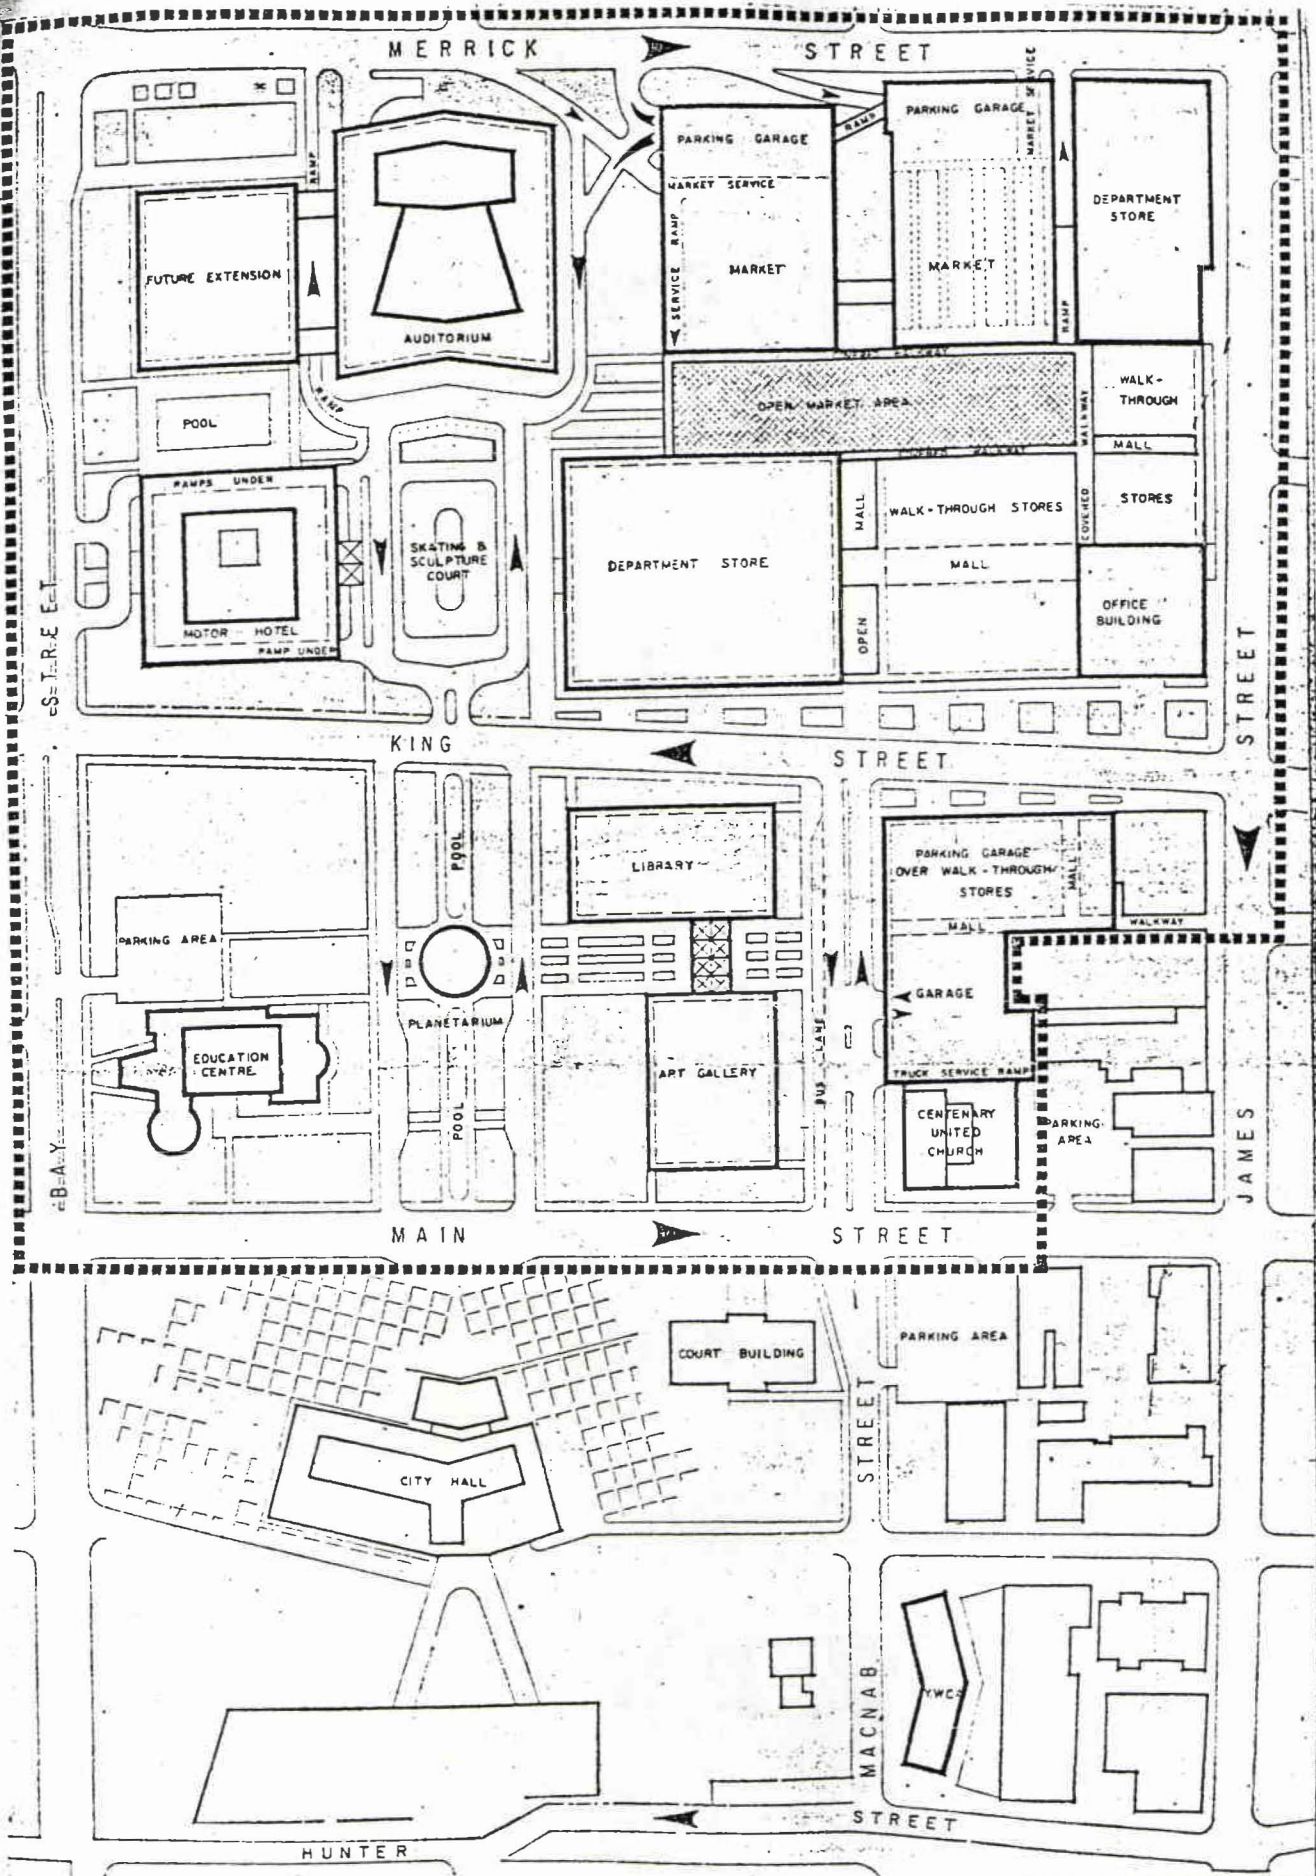 MERRICK STREET
MARKET SERVICE
PARKING GARAGE
PARKING GARAGE
RAMP
RAMP
MARKET SERVICE
DEPARTMENT
STORE
SERVICE RAMP
MARKET
MARKET
FUTURE EXTENSION
AUDITORIUM
RAMP
RAMP
WALK-
THROUGH
OPEN MARKET AREA
WALKWAY
POOL
MALL
COVERED WALKWAY
RAMPS UNDER
COVERED
STORES
MALL
WALK-THROUGH STORES
SKATING &
SCULPTURE
COURT
DEPARTMENT STORE
MALL
OFFICE
BUILDING
OPEN
MOTOR HOTEL
RAMP UNDER
STREET
STREET
KING STREET
POOL
LIBRARY
PARKING GARAGE
OVER WALK-THROUGH
STORES
MALL
MALL
WALKWAY
PARKING AREA
GARAGE
PLANETARIUM
EDUCATION
CENTRE
ART GALLERY
BUS LANE
TRUCK SERVICE RAMP
CENTENARY
UNITED
CHURCH
PARKING
AREA
POOL
BAY
JAMES
MAIN STREET
COURT BUILDING
PARKING AREA
STREET
CITY HALL
MACNAB
Y.W.C.A
STREET
HUNTER